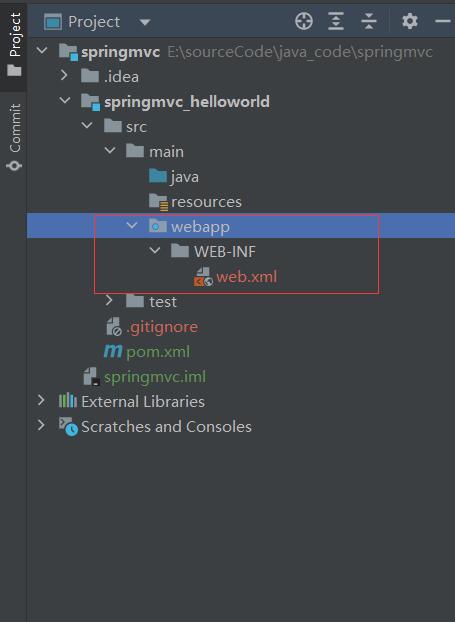 Project
Commit
Project
springmvc E:\sourceCode\java_code\springmvc
.idea
springmvc_helloworld
src
main
java
resources
webapp
WEB-INF
web.xml
test
.gitignore
pom.xml
springmvc.iml
External Libraries
Scratches and Consoles